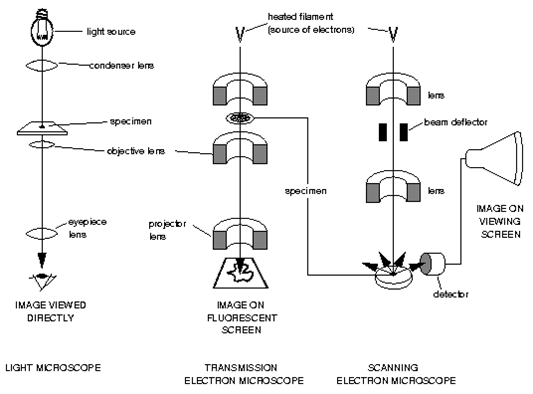 light source
condenser lens
specimen
objective lens
eyepiece
lens
IMAGE VIEWED
DIRECTLY
LIGHT MICROSCOPE
heated filament
(source of electrons)
projector
lens
IMAGE ON
FLUORESCENT
SCREEN
TRANSMISSION
ELECTRON MICROSCOPE
specimen
lens
beam deflector
lens
IMAGE ON
VIEWING
SCREEN
detector
SCANNING
ELECTRON MICROSCOPE